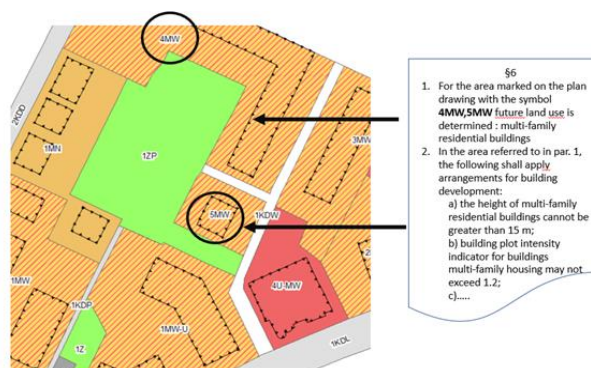 4MW
2KDD
1MN
1ZP
3MW
5MW
1KDW
1MW
4U-MW
1KDP
1MW-U
1Z
1KDL
§6
1. For the area marked on the plan
drawing with the symbol
4MW,5MW future land use is
determined : multi-family
residential buildings
2. In the area referred to in par. 1,
the following shall apply
arrangements for building
development:
a) the height of multi-family
residential buildings cannot be
greater than 15 m;
b) building plot intensity
indicator for buildings
multi-family housing may not
exceed 1.2;
c).....